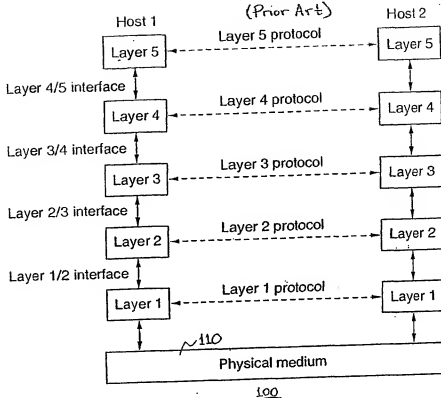 (Prior Art)
Host 1
Host 2
Layer 5
Layer 5 protocol
Layer 5
Layer 4/5 interface
Layer 4
Layer 4 protocol
Layer 4
Layer 3/4 interface
Layer 3
Layer 3 protocol
Layer 3
Layer 2/3 interface
Layer 2
Layer 2 protocol
Layer 2
Layer 1/2 interface
Layer 1
Layer 1 protocol
Layer 1
110
Physical medium
100